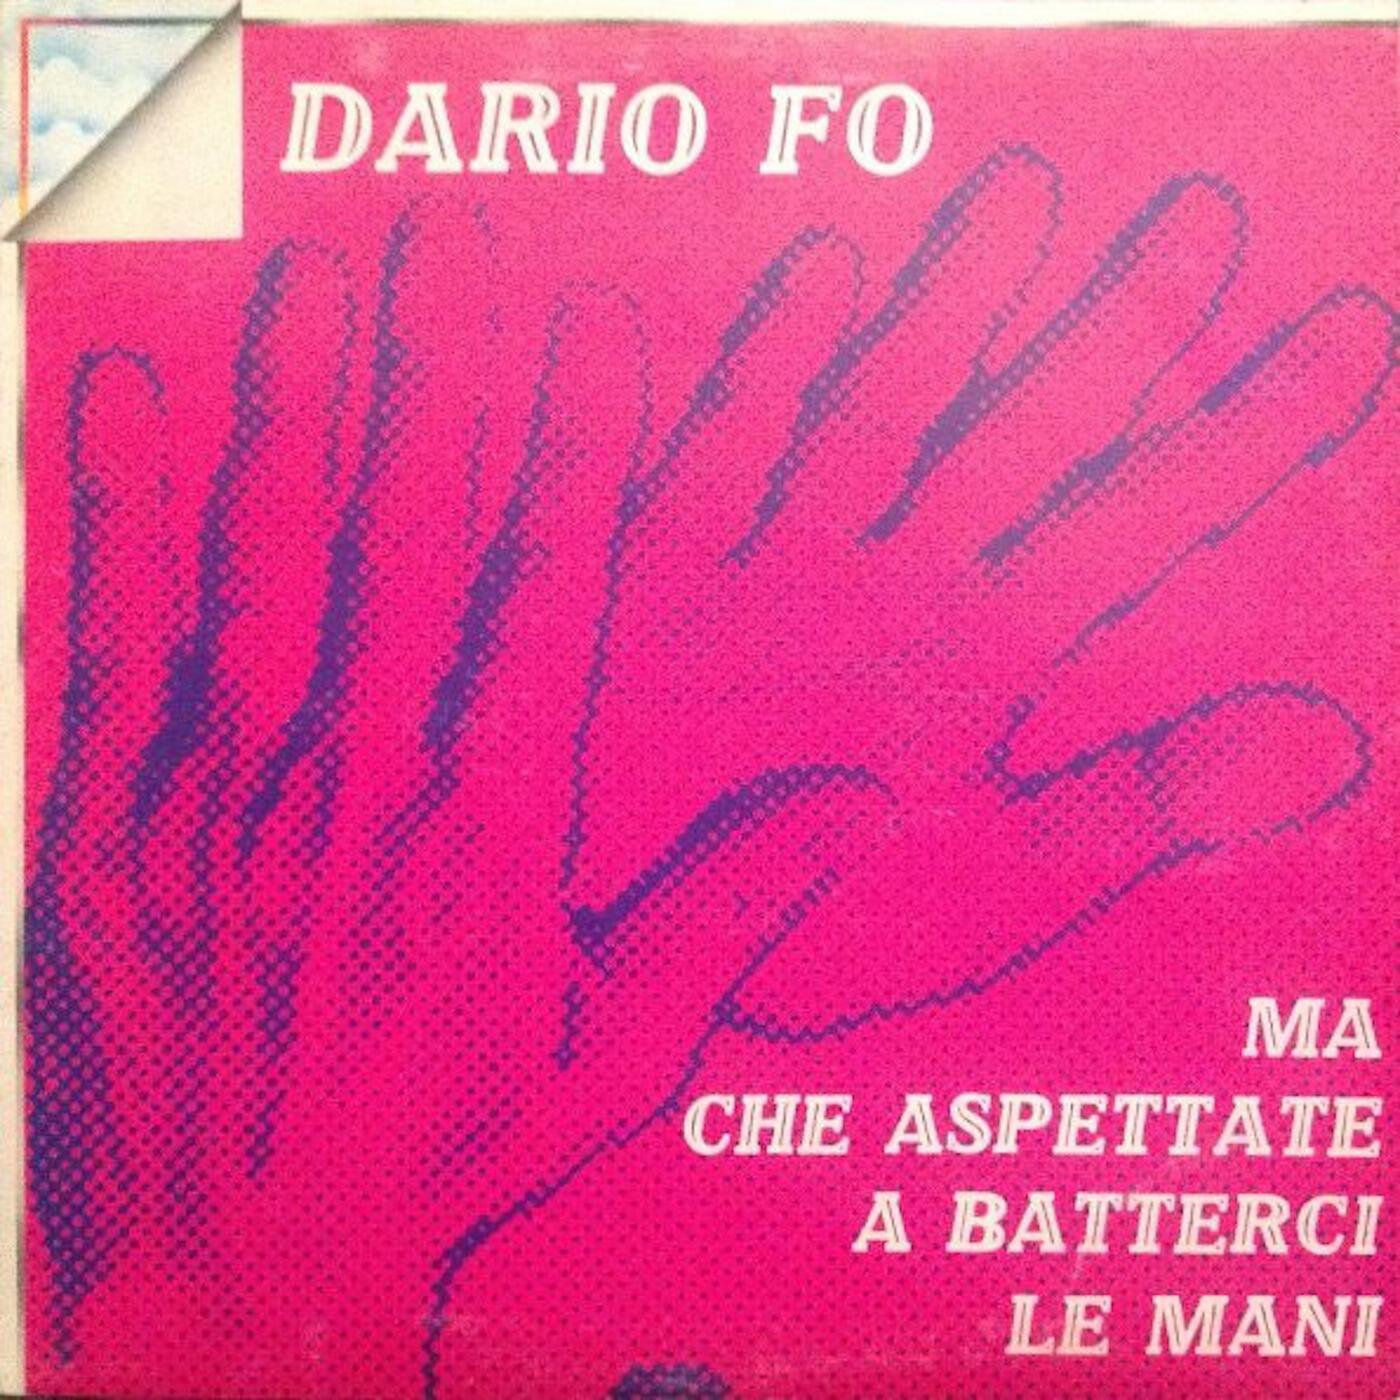 DARIO FO
MA
CHE ASPETTATE
A BATTERCI
LE MANI